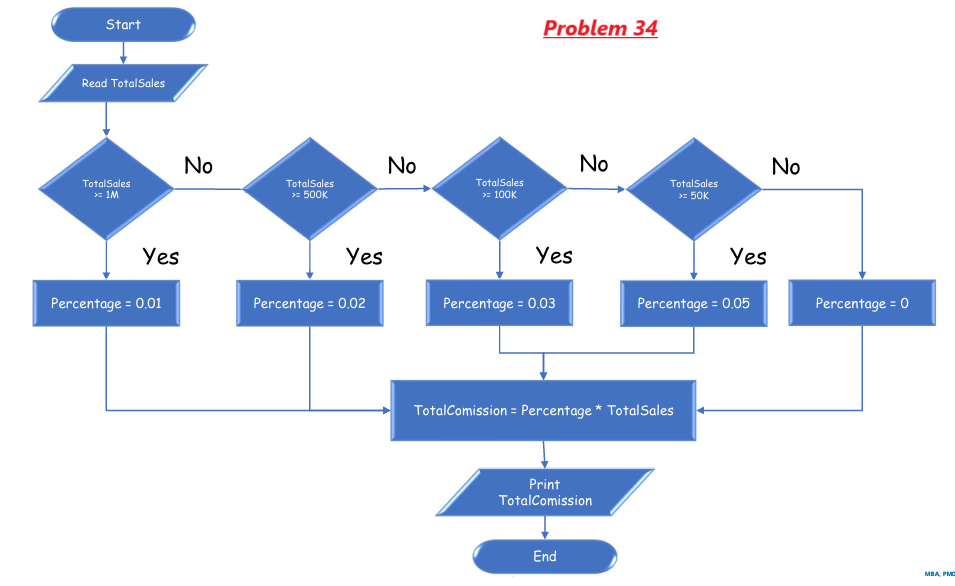 Start
Problem 34
Read TotalSales
No
No
No
No
TotalSales
>= 1M
TotalSales
>= 500K
TotalSales
>= 100K
TotalSales
>= 50K
Yes
Yes
Yes
Yes
Percentage = 0.01
Percentage = 0.02
Percentage = 0.03
Percentage = 0.05
Percentage = 0
TotalComission = Percentage * TotalSales
Print
TotalComission
End
MBA, PMO